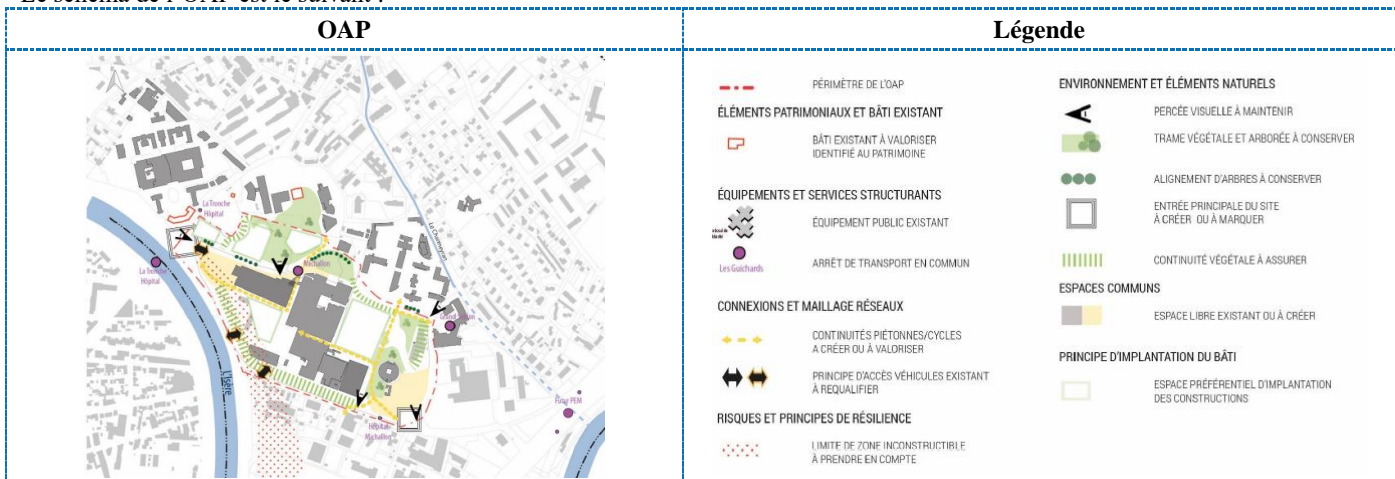 Le schéma de l'OAP est le suivant :
OAP
Légende
La Tronche
Hôpital
La Tronche
Hôpital
Michallon
Le Charmeyran
L'Isère
Hôpital
Michallon
Futur PEM
PÉRIMÈTRE DE L'OAP
ÉLÉMENTS PATRIMONIAUX ET BÂTI EXISTANT
BÂTI EXISTANT À VALORISER
IDENTIFIÉ AU PATRIMOINE
ÉQUIPEMENTS ET SERVICES STRUCTURANTS
ÉQUIPEMENT PUBLIC EXISTANT
Les Guichards
ARRÊT DE TRANSPORT EN COMMUN
CONNEXIONS ET MAILLAGE RÉSEAUX
CONTINUITÉS PIÉTONNES/CYCLES
A CRÉER OU À VALORISER
PRINCIPE D'ACCÈS VÉHICULES EXISTANT
À REQUALIFIER
RISQUES ET PRINCIPES DE RÉSILIENCE
LIMITE DE ZONE INCONSTRUCTIBLE
À PRENDRE EN COMPTE
ENVIRONNEMENT ET ÉLÉMENTS NATURELS
PERCÉE VISUELLE À MAINTENIR
TRAME VÉGÉTALE ET ARBORÉE À CONSERVER
ALIGNEMENT D'ARBRES À CONSERVER
ENTRÉE PRINCIPALE DU SITE
À CRÉER OU À MARQUER
CONTINUITÉ VÉGÉTALE À ASSURER
ESPACES COMMUNS
ESPACE LIBRE EXISTANT OU À CRÉER
PRINCIPE D'IMPLANTATION DU BÂTI
ESPACE PRÉFÉRENTIEL D'IMPLANTATION
DES CONSTRUCTIONS